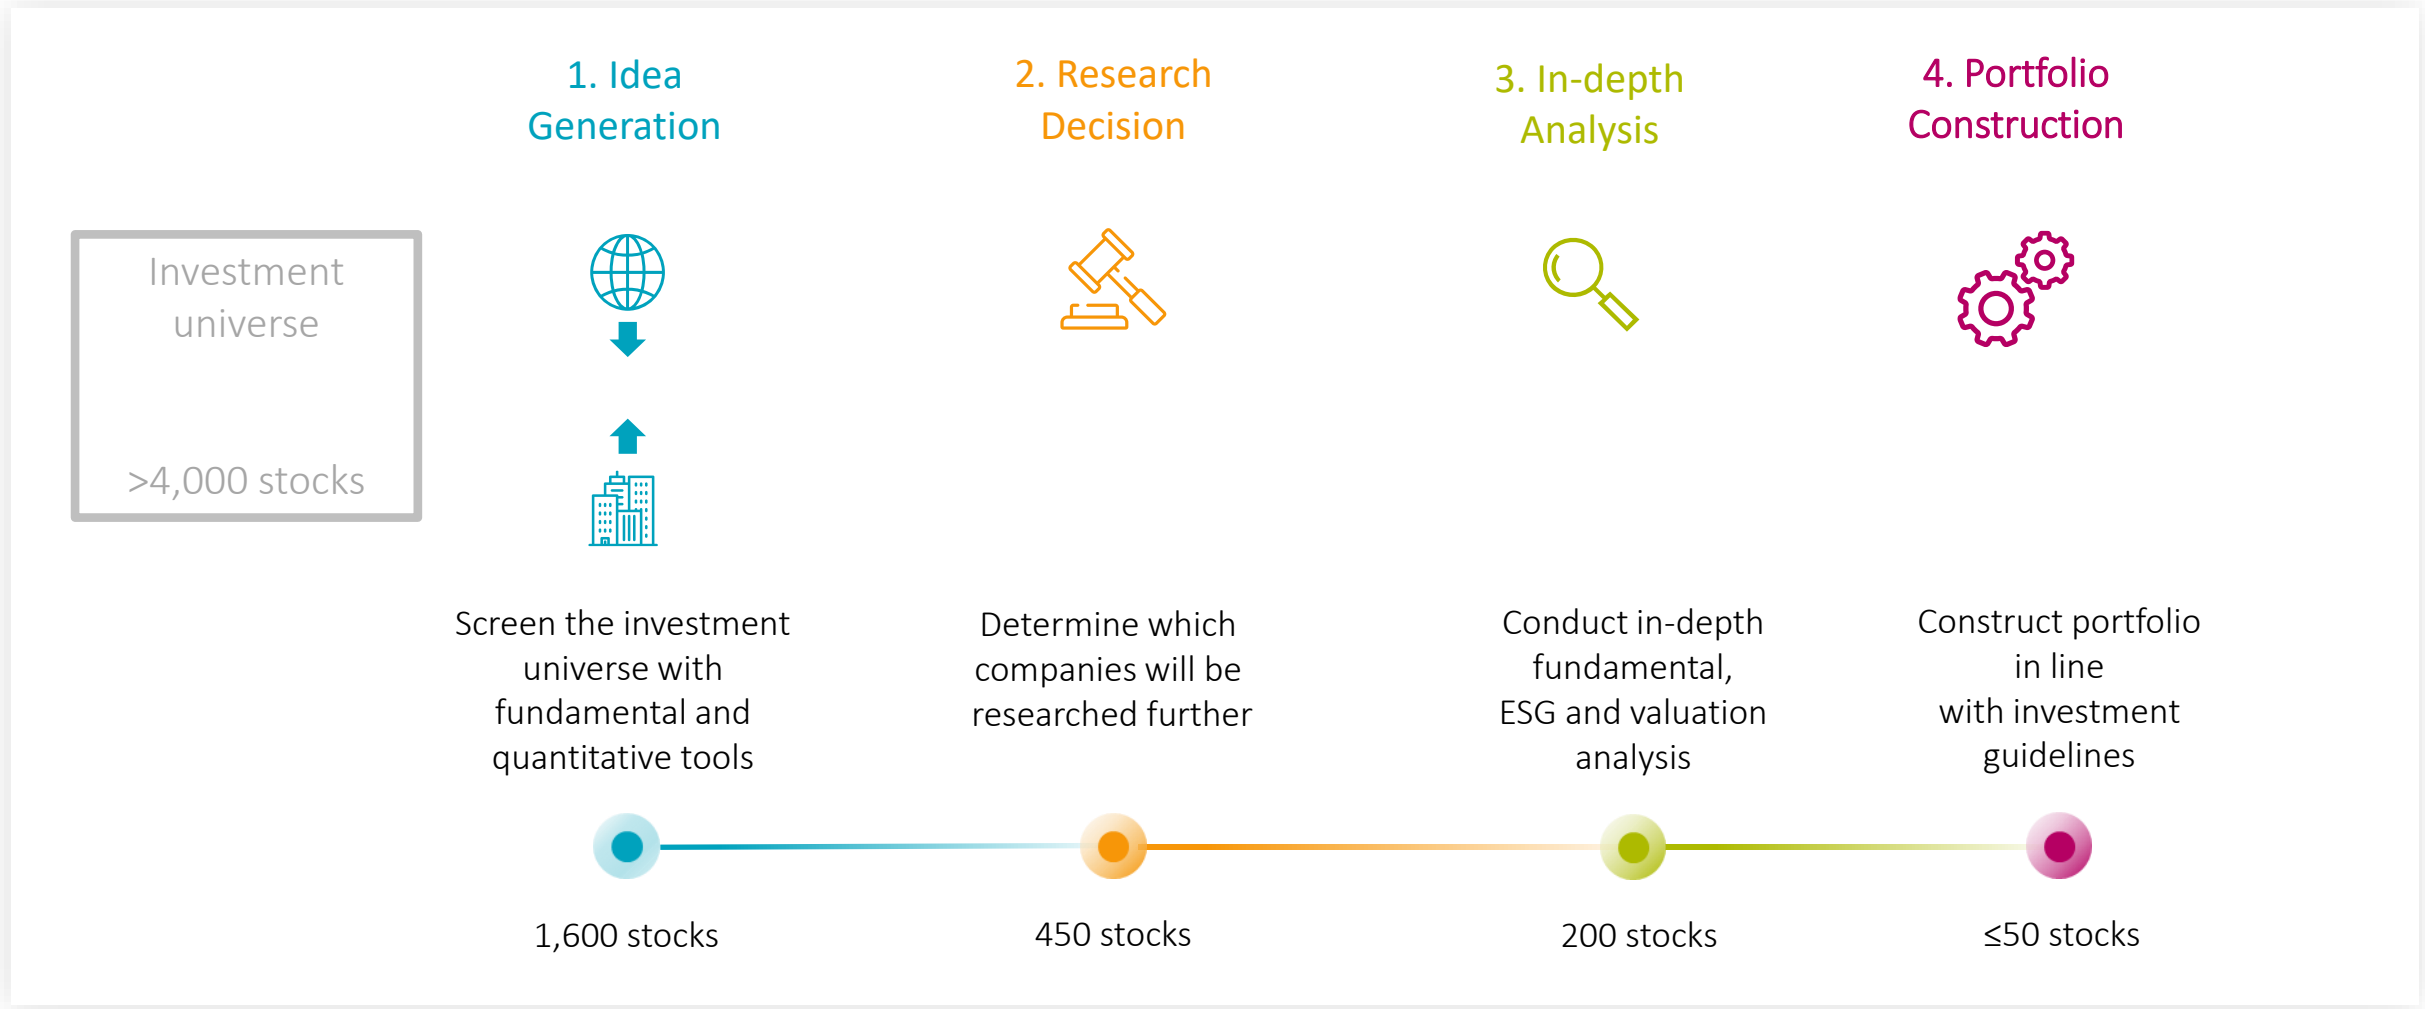 1. Idea
Generation
2. Research
Decision
3. In-depth
Analysis
4. Portfolio
Construction
Investment
universe
>4,000 stocks
Screen the investment
universe with
fundamental and
quantitative tools
Determine which
companies will be
researched further
Conduct in-depth
fundamental,
ESG and valuation
analysis
Construct portfolio
in line
with investment
guidelines
1,600 stocks
450 stocks
200 stocks
≤50 stocks